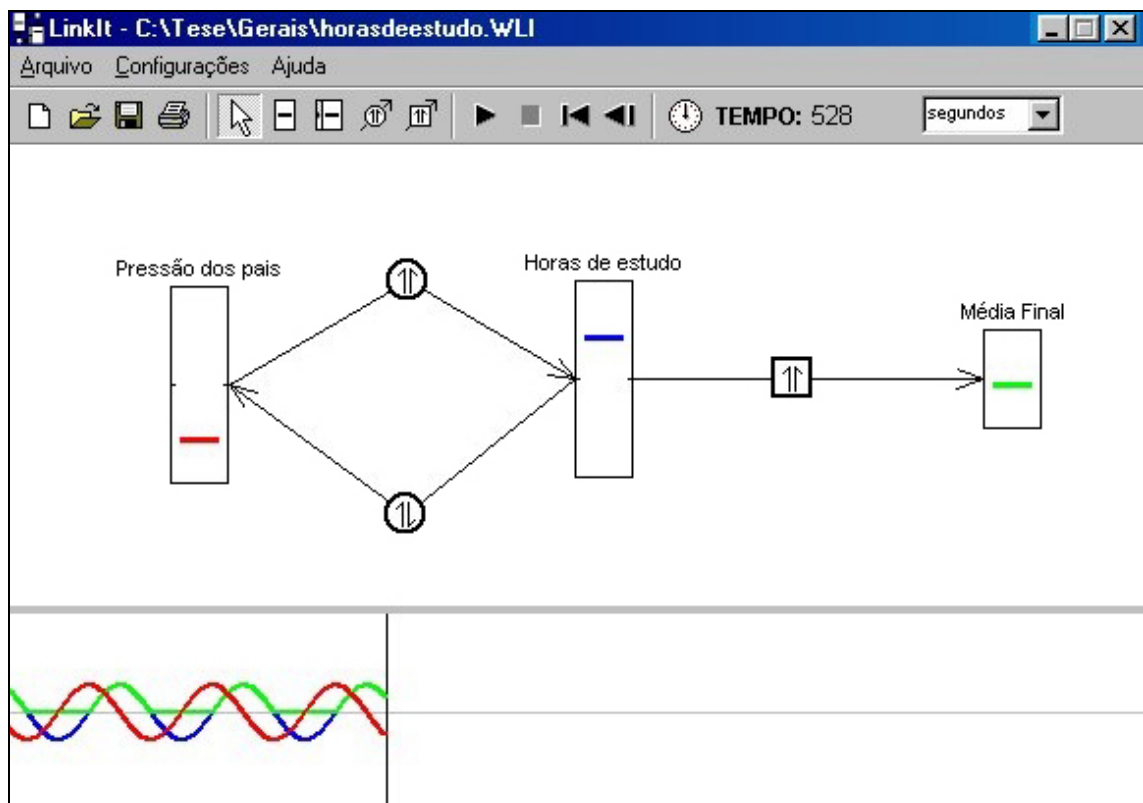 LinkIt - C:\Tese\Gerais\horasdeestudo.WLI
Arquivo Configurações Ajuda
TEMPO: 528 segundos
Pressão dos pais
Horas de estudo
Média Final